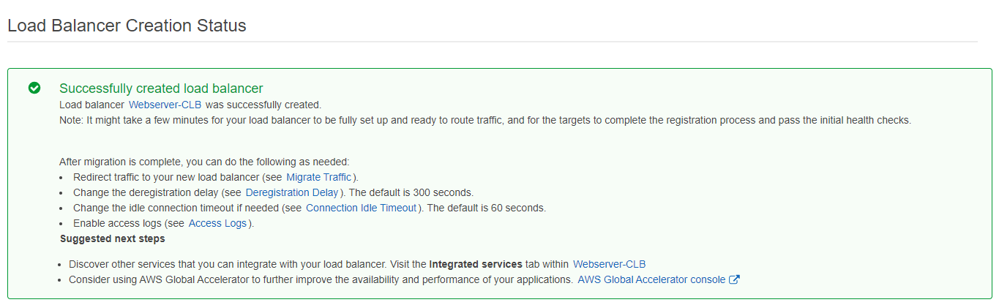 Load Balancer Creation Status
Successfully created load balancer
Load balancer Webserver-CLB was successfully created.
Note: It might take a few minutes for your load balancer to be fully set up and ready to route traffic, and for the targets to complete the registration process and pass the initial health checks.
After migration is complete, you can do the following as needed:
• Redirect traffic to your new load balancer (see Migrate Traffic).
• Change the deregistration delay (see Deregistration Delay). The default is 300 seconds.
• Change the idle connection timeout if needed (see Connection Idle Timeout). The default is 60 seconds.
• Enable access logs (see Access Logs).
Suggested next steps
• Discover other services that you can integrate with your load balancer. Visit the Integrated services tab within Webserver-CLB
• Consider using AWS Global Accelerator to further improve the availability and performance of your applications. AWS Global Accelerator console